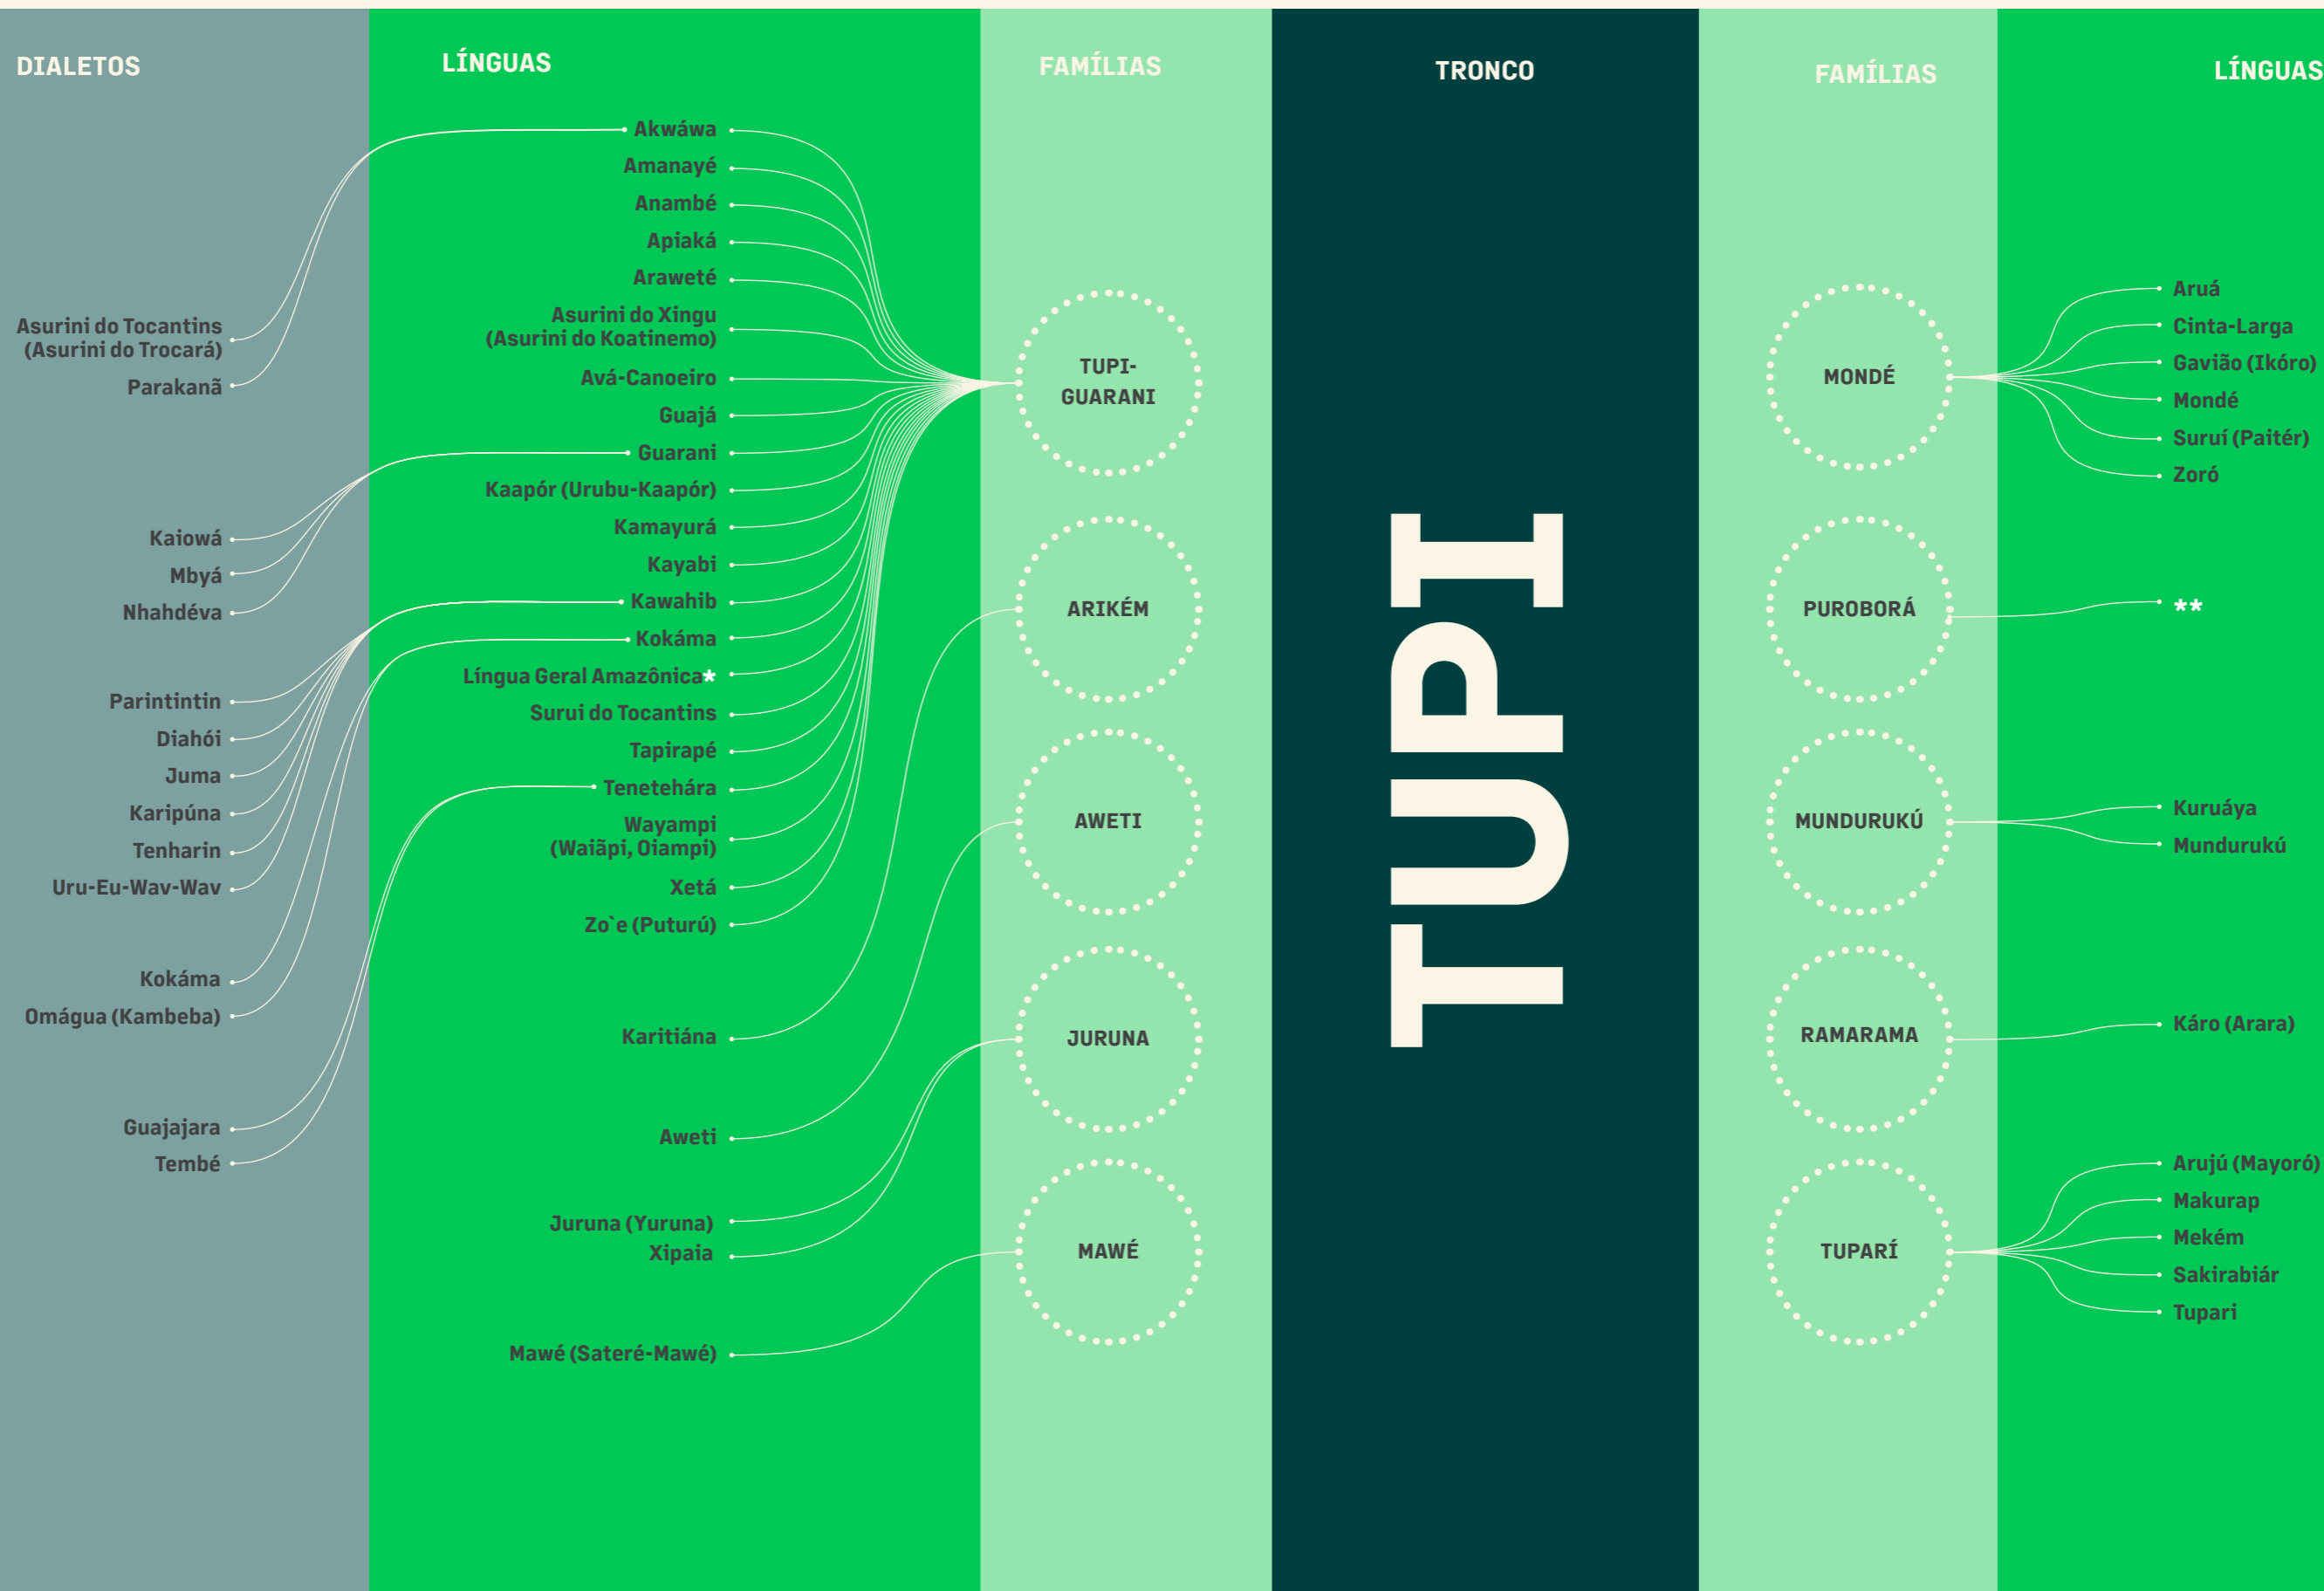 DIALETOS
LÍNGUAS
FAMÍLIAS
TRONCO
FAMÍLIAS
LÍNGUAS
Asurini do Tocantins
(Asurini do Trocará)
Parakanã
Kaiowá
Mbyá
Nhahdéva
Parintintin
Diahói
Juma
Karipúna
Tenharin
Uru-Eu-Wav-Wav
Kokáma
Omágua (Kambeba)
Guajajara
Tembé
Akwáwa
Amanayé
Anambé
Apiaká
Araweté
Asurini do Xingu
(Asurini do Koatinemo)
Avá-Canoeiro
Guajá
Guarani
Kaapór (Urubu-Kaapór)
Kamayurá
Kayabi
Kawahib
Kokáma
Língua Geral Amazônica*
Surui do Tocantins
Tapirapé
Tenetehára
Wayampi
(Waiãpi, Oiampi)
Xetá
Zo`e (Puturú)
Karitiána
Aweti
Juruna (Yuruna)
Xipaia
Mawé (Sateré-Mawé)
TUPI-
GUARANI
ARIKÉM
AWETI
JURUNA
MAWÉ
TUPI
MONDÉ
PUROBORÁ
MUNDURUKÚ
RAMARAMA
TUPARÍ
Aruá
Cinta-Larga
Gavião (Ikóro)
Mondé
Suruí (Paitér)
Zoró
**
Kuruáya
Mundurukú
Káro (Arara)
Arujú (Mayoró)
Makurap
Mekém
Sakirabiár
Tupari